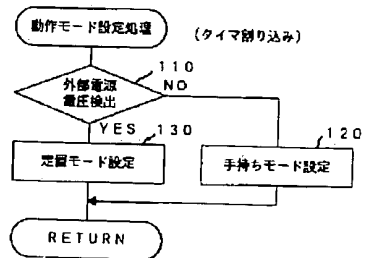 動作モード設定処理
(タイマ割り込み)
110
外部電源
電圧検出
NO
YES
130
120
定置モード設定
手持ちモード設定
RETURN